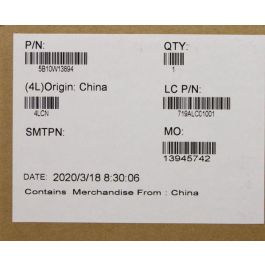 P/N: QTY:
5B10W13894 1
(4L)Origin: China LC P/N:
4LCN 719ALCC1001
SMTPN: MO:
13945742
DATE: 2020/3/18 8:30:06
Contains Merchandise From : China